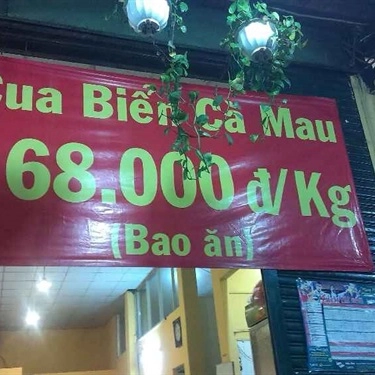 Cua Biển Cà Mau
68.000 đ/Kg
(Bao ăn)